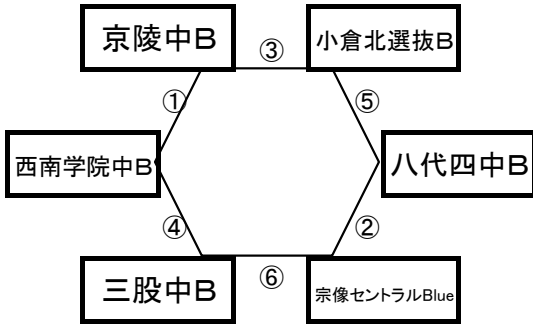 京陵中B
③
小倉北選抜B
①
⑤
西南学院中B
八代四中B
④
②
三股中B
⑥
宗像セントラルBlue